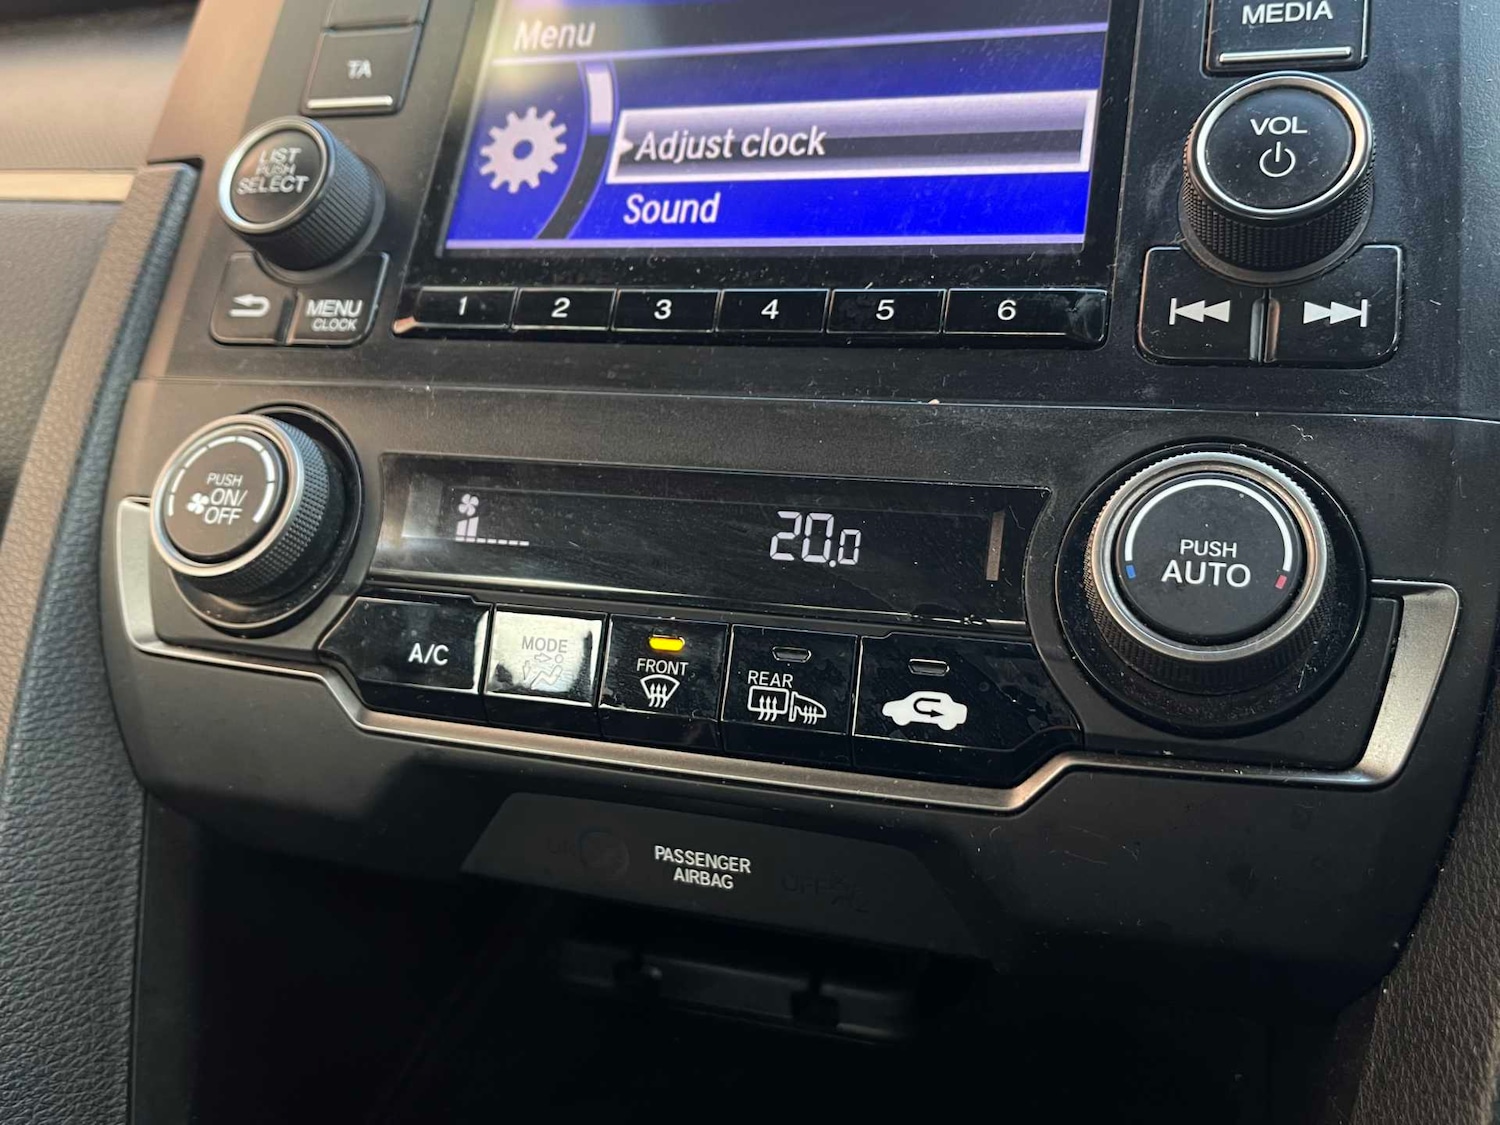 MEDIA
Menu
TA
Adjust clock
Sound
LIST
PUSH
SELECT
VOL
MENU
CLOCK
1 2 3 4 5 6
PUSH
ON/
OFF
20.0
PUSH
AUTO
A/C
MODE
FRONT
REAR
PASSENGER
AIRBAG